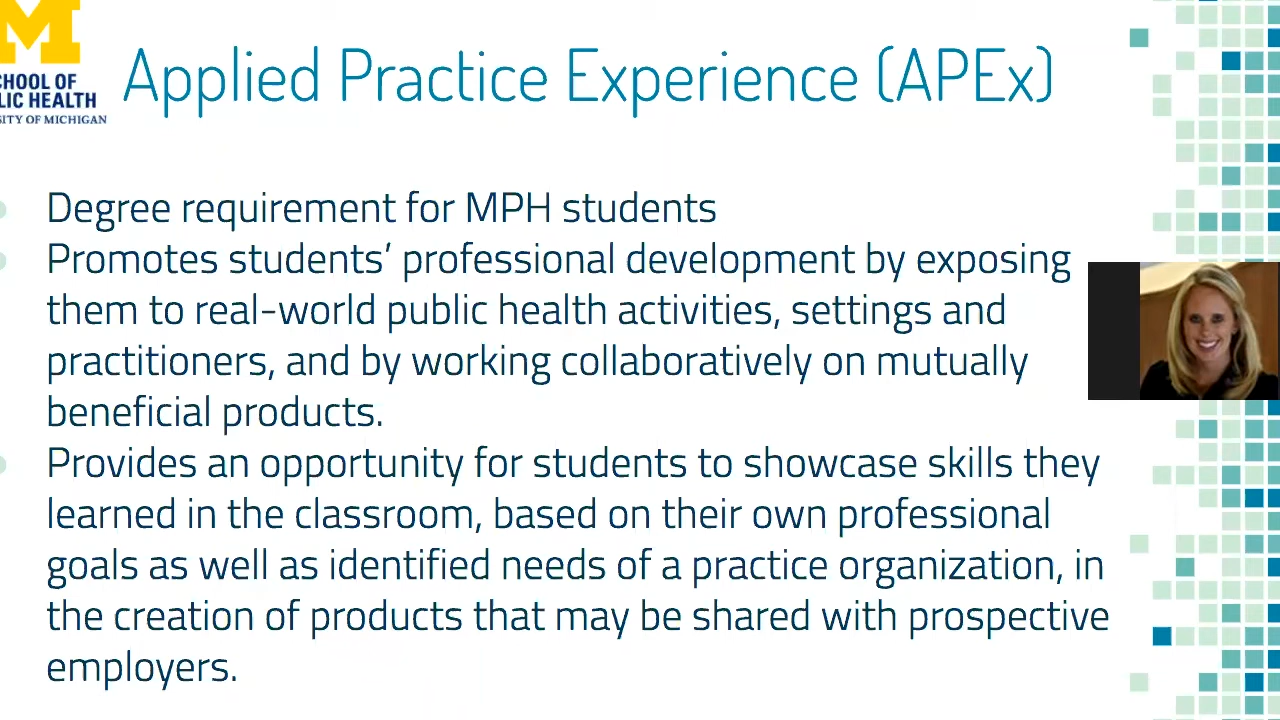 M
CHOOL OF
LIC HEALTH
SITY OF MICHIGAN
Applied Practice Experience (APEx)
Degree requirement for MPH students
Promotes students’ professional development by exposing
them to real-world public health activities, settings and
practitioners, and by working collaboratively on mutually
beneficial products.
Provides an opportunity for students to showcase skills they
learned in the classroom, based on their own professional
goals as well as identified needs of a practice organization, in
the creation of products that may be shared with prospective
employers.